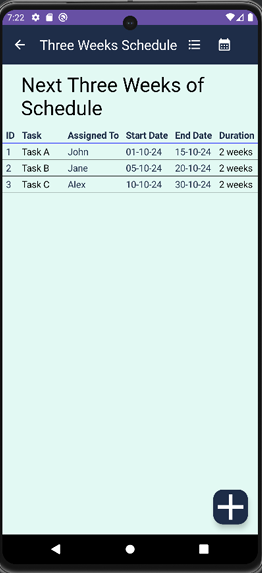 7:22
Three Weeks Schedule
Next Three Weeks of
Schedule
ID Task Assigned To Start Date End Date Duration
1 Task A John 01-10-24 15-10-24 2 weeks
2 Task B Jane 05-10-24 20-10-24 2 weeks
3 Task C Alex 10-10-24 30-10-24 2 weeks